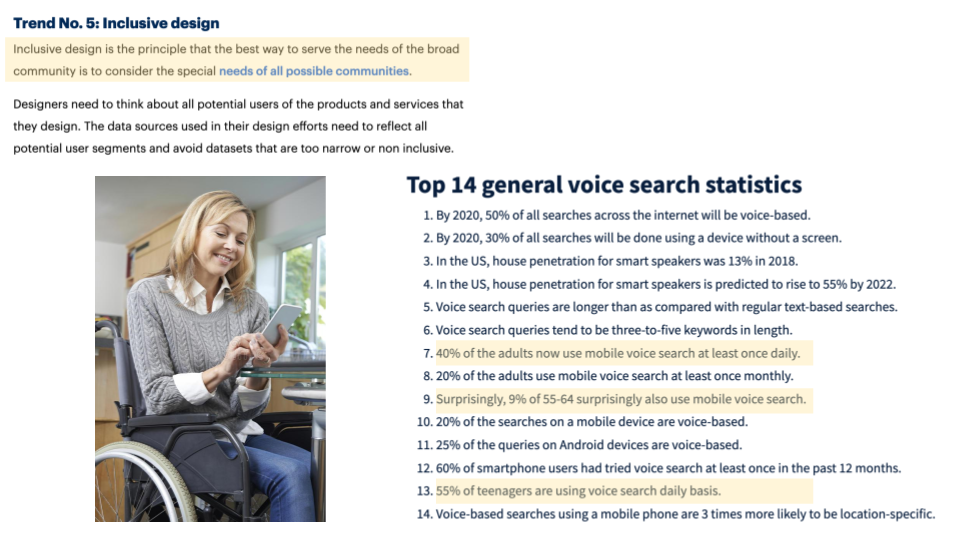 Trend No. 5: Inclusive design
Inclusive design is the principle that the best way to serve the needs of the broad
community is to consider the special needs of all possible communities.
Designers need to think about all potential users of the products and services that
they design. The data sources used in their design efforts need to reflect all
potential user segments and avoid datasets that are too narrow or non inclusive.
Top 14 general voice search statistics
1. By 2020, 50% of all searches across the internet will be voice-based.
2. By 2020, 30% of all searches will be done using a device without a screen.
3. In the US, house penetration for smart speakers was 13% in 2018.
4. In the US, house penetration for smart speakers is predicted to rise to 55% by 2022.
5. Voice search queries are longer than as compared with regular text-based searches.
6. Voice search queries tend to be three-to-five keywords in length.
7. 40% of the adults now use mobile voice search at least once daily.
8. 20% of the adults use mobile voice search at least once monthly.
9. Surprisingly, 9% of 55-64 surprisingly also use mobile voice search.
10. 20% of the searches on a mobile device are voice-based.
11. 25% of the queries on Android devices are voice-based.
12. 60% of smartphone users had tried voice search at least once in the past 12 months.
13. 55% of teenagers are using voice search daily basis.
14. Voice-based searches using a mobile phone are 3 times more likely to be location-specific.